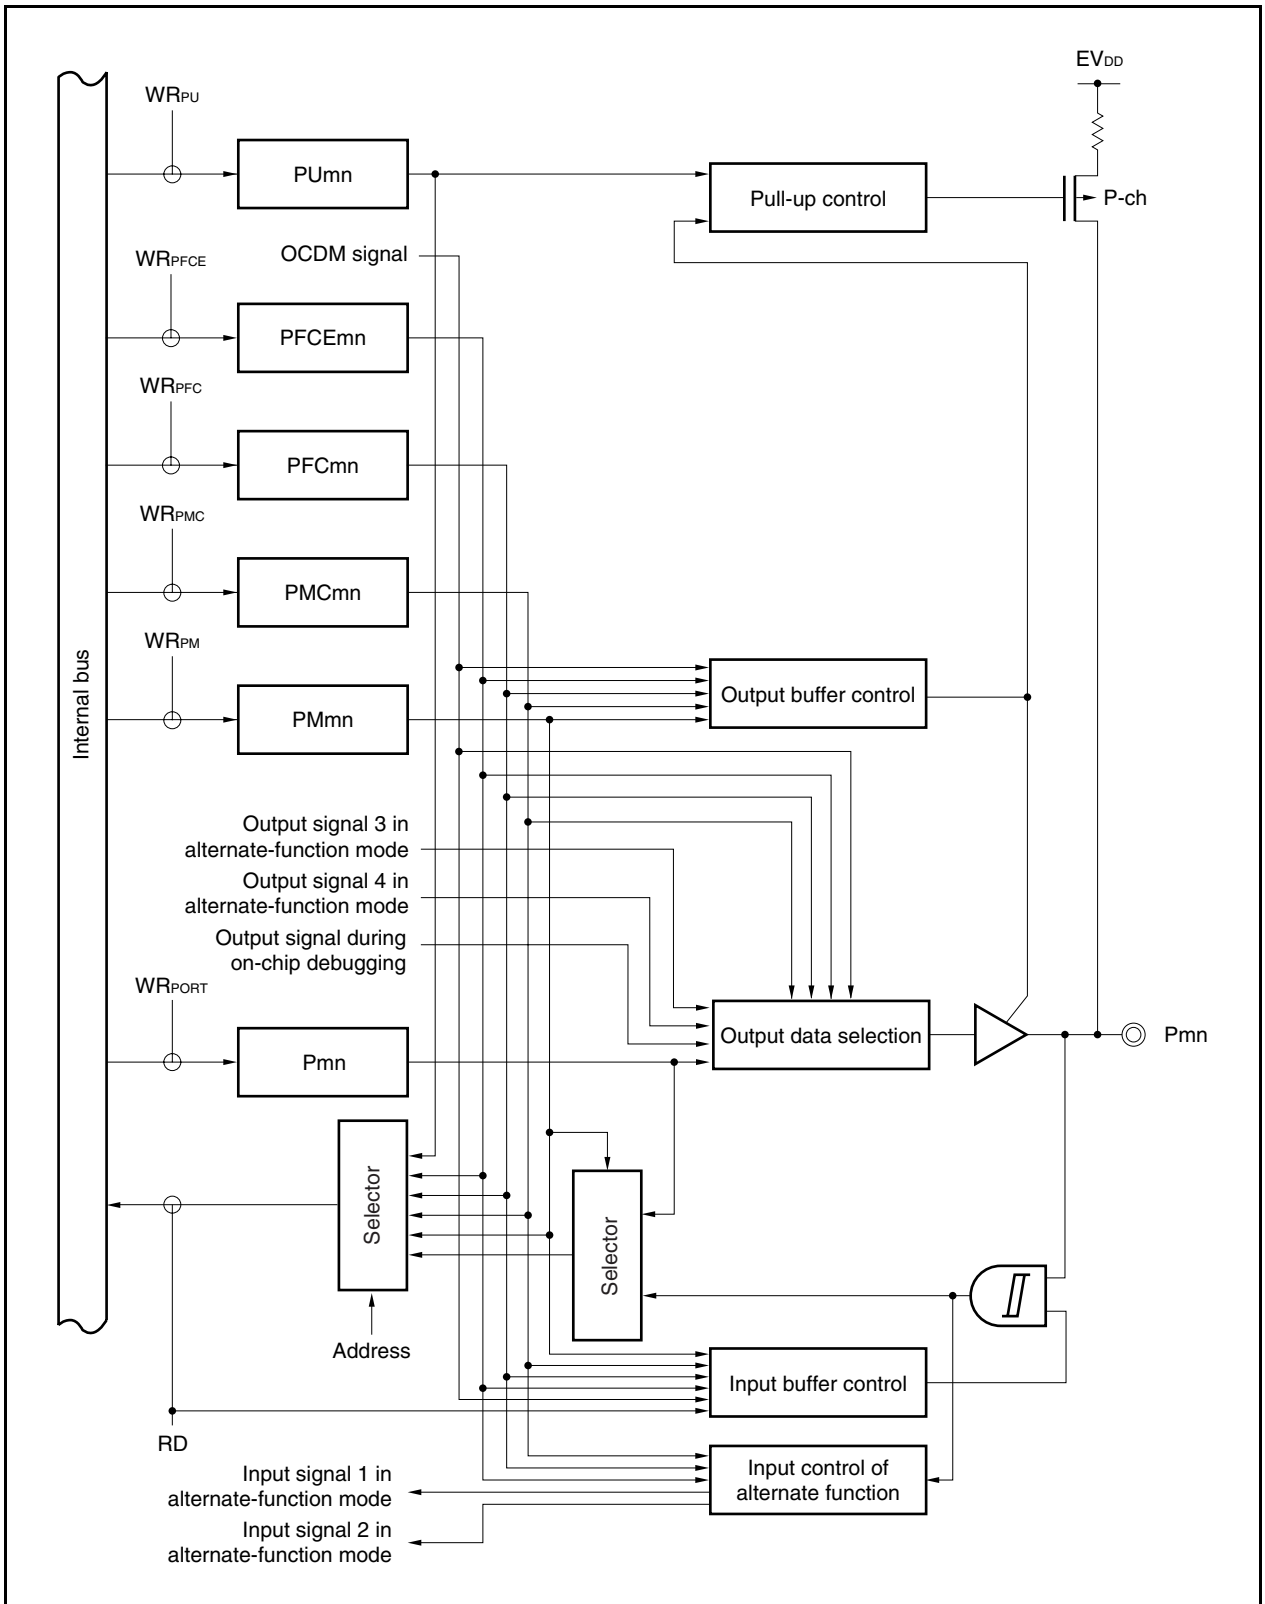 EVDD
WRPU
PUmn
Pull-up control
P-ch
OCDM signal
WRPFCE
PFCEmn
WRPFC
PFCmn
WRPMC
PMCmn
WRPM
PMmn
Internal bus
Output buffer control
Output signal 3 in
alternate-function mode
Output signal 4 in
alternate-function mode
Output signal during
on-chip debugging
WRPORT
Pmn
Output data selection
Pmn
Selector
Selector
Address
Input buffer control
RD
Input control of
alternate function
Input signal 1 in
alternate-function mode
Input signal 2 in
alternate-function mode